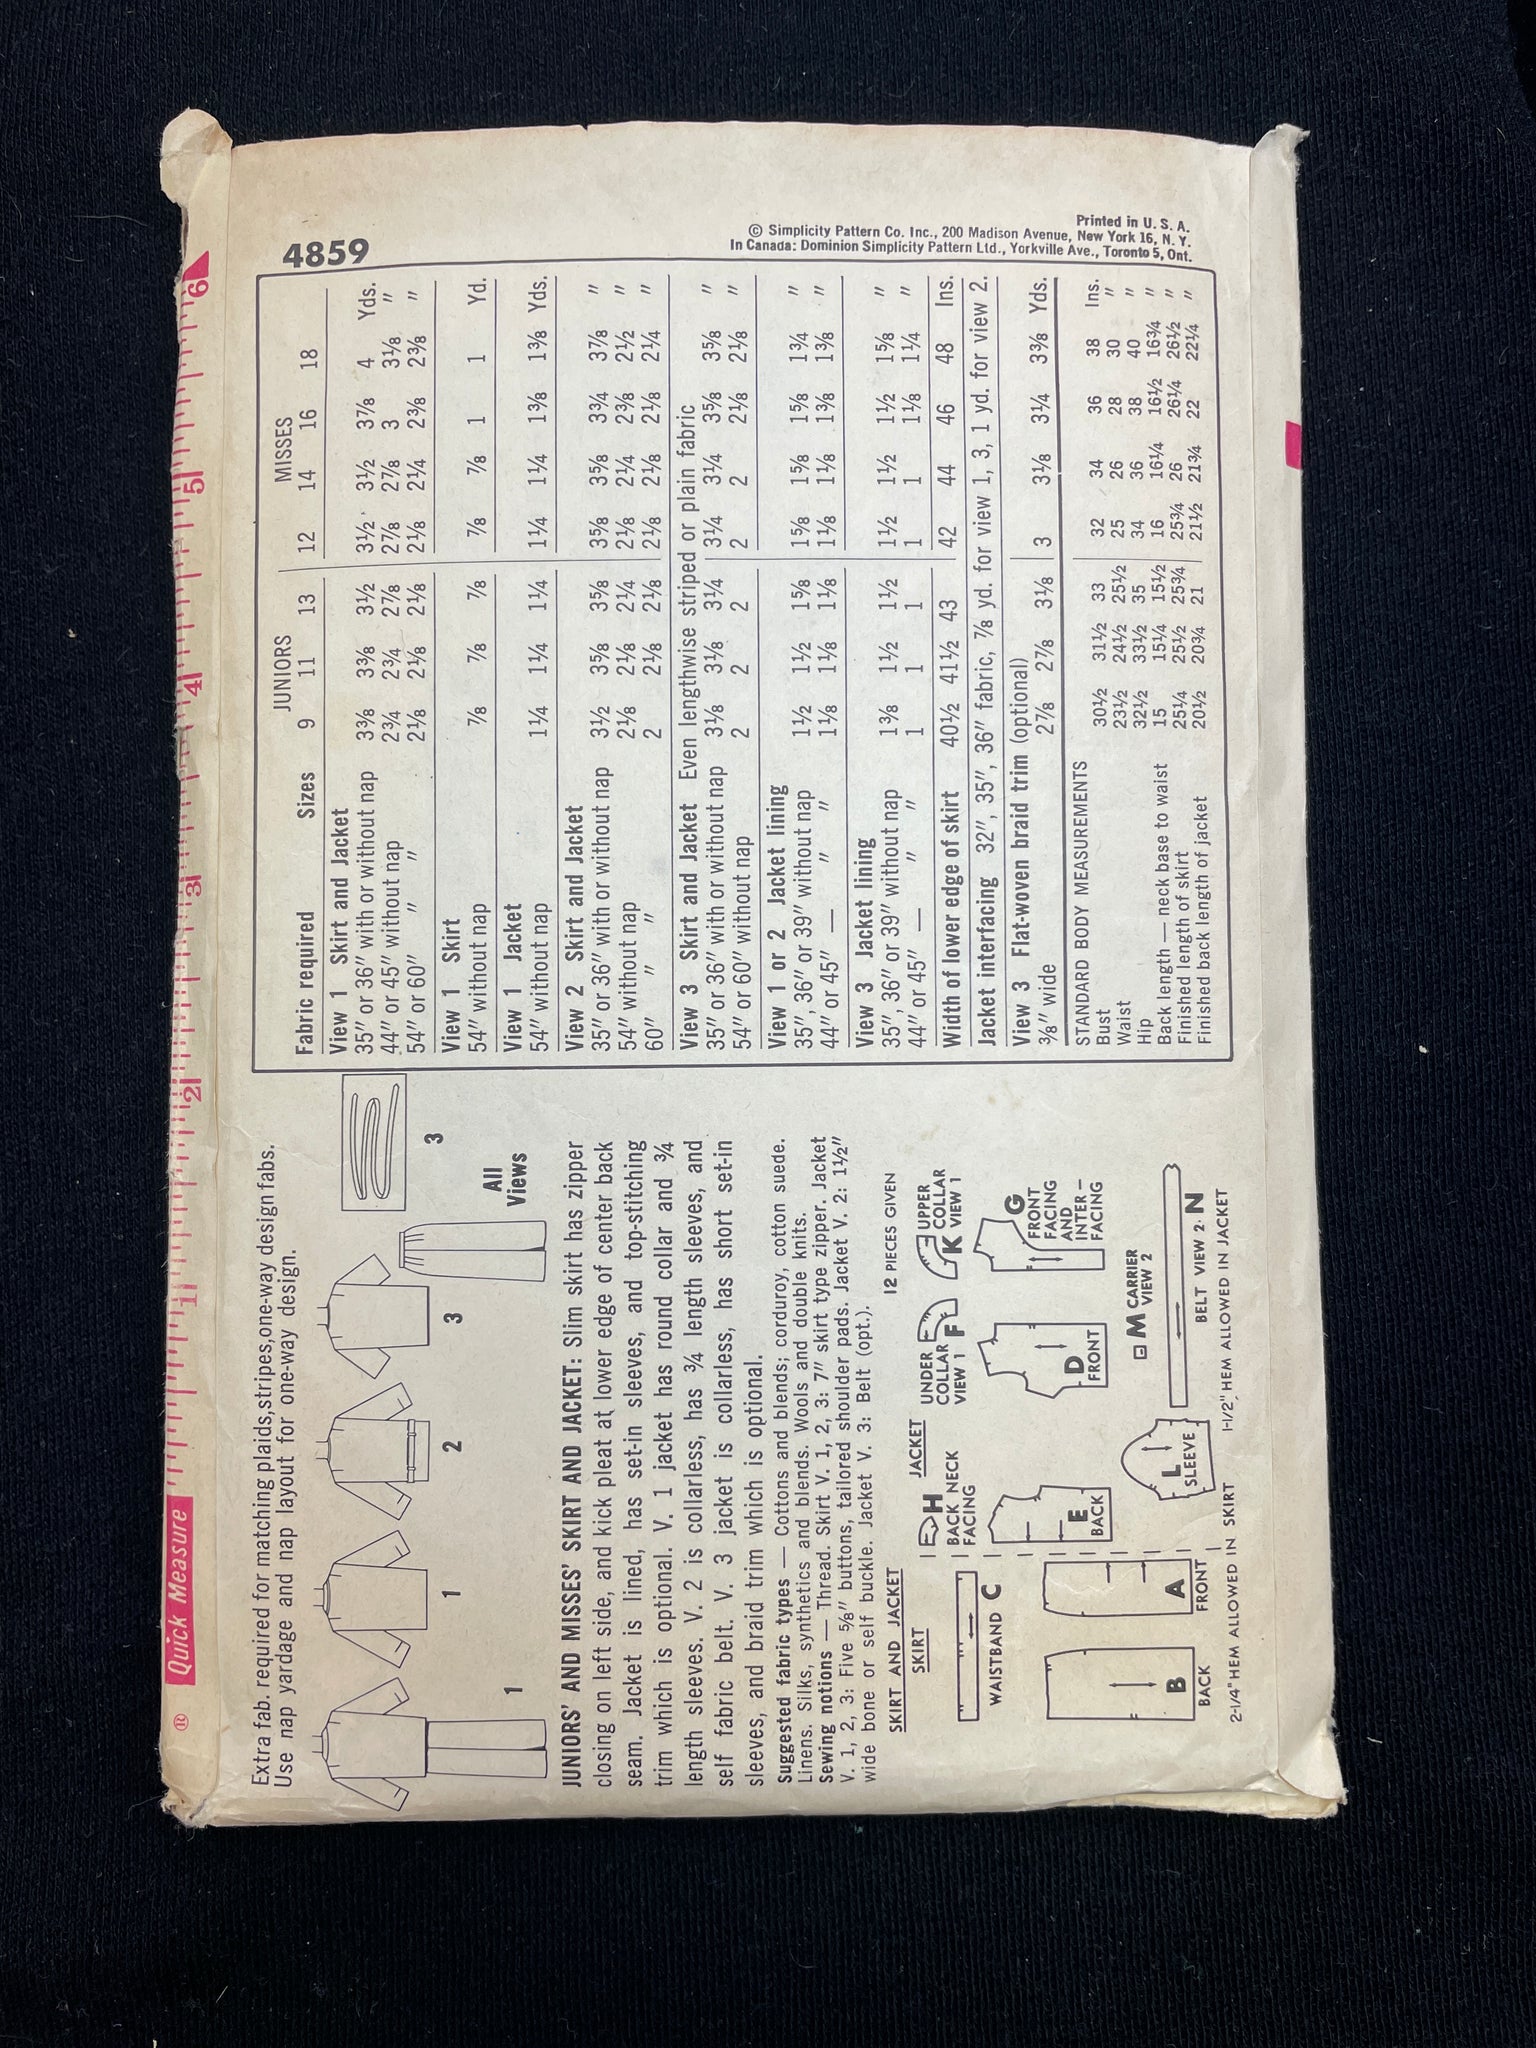 ® Quick Measure 1 2 3 4 5 6
Extra fab. required for matching plaids,stripes,one-way design fabs.
Use nap yardage and nap layout for one-way design.
1
1
2
3
3
All
Views
JUNIORS' AND MISSES' SKIRT AND JACKET: Slim skirt has zipper
closing on left side, and kick pleat at lower edge of center back
seam. Jacket is lined, has set-in sleeves, and top-stitching
trim which is optional. V. 1 jacket has round collar and ¾
length sleeves. V. 2 is collarless, has ¾ length sleeves, and
self fabric belt. V. 3 jacket is collarless, has short set-in
sleeves, and braid trim which is optional.
Suggested fabric types — Cottons and blends; corduroy, cotton suede.
Linens. Silks, synthetics and blends. Wools and double knits.
Sewing notions — Thread. Skirt V. 1, 2, 3: 7" skirt type zipper. Jacket
V. 1, 2, 3: Five ⅝" buttons, tailored shoulder pads. Jacket V. 2: 1½"
wide bone or self buckle. Jacket V. 3: Belt (opt.).
SKIRT AND JACKET
12 PIECES GIVEN
SKIRT
JACKET
WAISTBAND C
B
BACK
A
FRONT
2-1/4" HEM ALLOWED IN SKIRT
H
BACK NECK
FACING
UNDER
COLLAR
VIEW 1 F
K
UPPER
COLLAR
VIEW 1
E
BACK
D
FRONT
G
FRONT
FACING
AND
INTER-
FACING
L
SLEEVE
M CARRIER
VIEW 2
BELT VIEW 2 N
1-1/2" HEM ALLOWED IN JACKET
4859
JUNIORS MISSES
Fabric required Sizes 9 11 13 12 14 16 18
View 1 Skirt and Jacket
35" or 36" with or without nap 3⅜ 3⅜ 3½ 3½ 3½ 3⅞ 4 Yds.
44" or 45" without nap 2¾ 2¾ 2⅞ 2⅞ 2⅞ 3 3⅛ "
54" or 60" " 2⅛ 2⅛ 2⅛ 2⅛ 2¼ 2⅜ 2⅜ "
View 1 Skirt
54" without nap ⅞ ⅞ ⅞ ⅞ ⅞ 1 1 Yd.
View 1 Jacket
54" without nap 1¼ 1¼ 1¼ 1¼ 1¼ 1⅜ 1⅜ Yds.
View 2 Skirt and Jacket
35" or 36" with or without nap 3½ 3⅝ 3⅝ 3⅝ 3⅝ 3¾ 3⅞ "
54" without nap 2⅛ 2⅛ 2¼ 2⅛ 2¼ 2⅜ 2½ "
60" " 2 2⅛ 2⅛ 2⅛ 2⅛ 2⅛ 2¼ "
View 3 Skirt and Jacket Even lengthwise striped or plain fabric
35" or 36" with or without nap 3⅛ 3⅛ 3¼ 3¼ 3¼ 3⅝ 3⅝ "
54" or 60" without nap 2 2 2 2 2 2⅛ 2⅛ "
View 1 or 2 Jacket lining
35", 36" or 39" without nap 1½ 1½ 1⅝ 1⅝ 1⅝ 1⅝ 1¾ "
44" or 45" — " 1⅛ 1⅛ 1⅛ 1⅛ 1⅛ 1⅜ 1⅜ "
View 3 Jacket lining
35", 36" or 39" without nap 1⅜ 1½ 1½ 1½ 1½ 1½ 1⅝ "
44" or 45" — " 1 1 1 1 1 1⅛ 1¼ "
Width of lower edge of skirt 40½ 41½ 43 42 44 46 48 Ins.
Jacket interfacing 32", 35", 36" fabric, ⅞ yd. for view 1, 3, 1 yd. for view 2.
View 3 Flat-woven braid trim (optional)
⅜" wide 2⅞ 2⅞ 3⅛ 3 3⅛ 3¼ 3⅜ Yds.
STANDARD BODY MEASUREMENTS
Bust 30½ 31½ 33 32 34 36 38 Ins.
Waist 23½ 24½ 25½ 25 26 28 30 "
Hip 32½ 33½ 35 34 36 38 40 "
Back length — neck base to waist 15 15¼ 15½ 16 16¼ 16½ 16¾ "
Finished length of skirt 25¼ 25½ 25¾ 25¾ 26 26¼ 26½ "
Finished back length of jacket 20½ 20¾ 21 21½ 21¾ 22 22¼ "
© Simplicity Pattern Co. Inc., 200 Madison Avenue, New York 16, N. Y.
In Canada: Dominion Simplicity Pattern Ltd., Yorkville Ave., Toronto 5, Ont.
Printed in U. S. A.